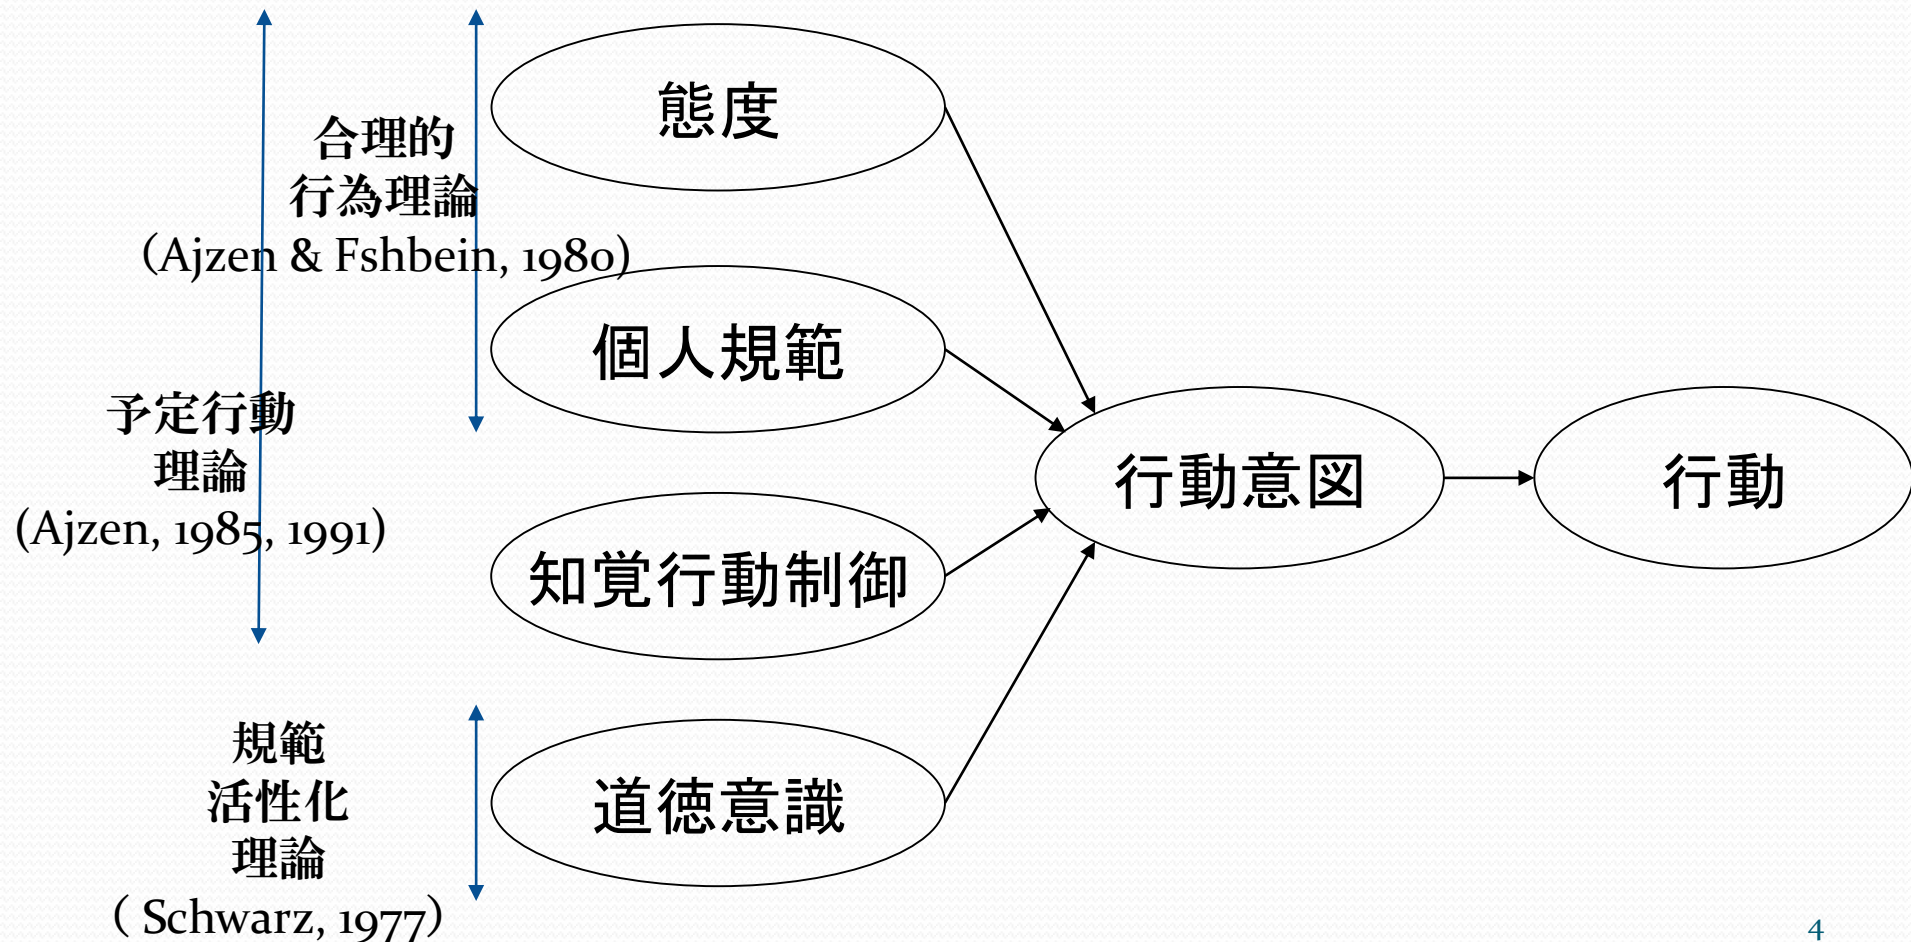 態度
合理的
行為理論
(Ajzen & Fshbein, 1980)
個人規範
予定行動
理論
(Ajzen, 1985, 1991)
行動意図
行動
知覚行動制御
規範
活性化
理論
( Schwarz, 1977)
道徳意識
4